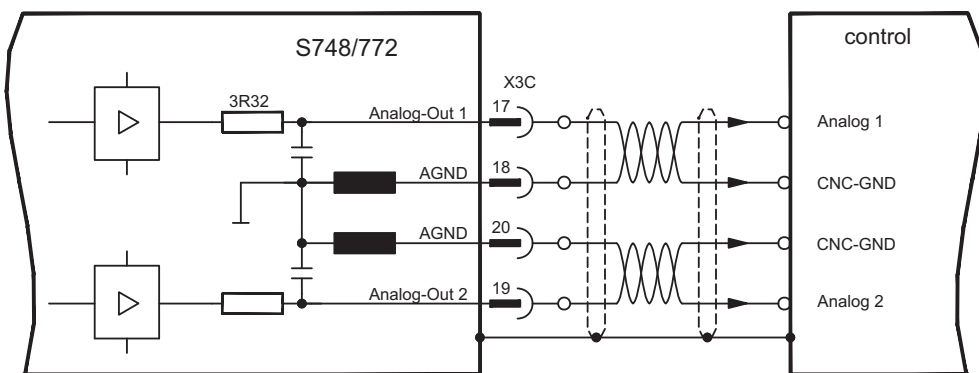 S748/772
control
X3C
3R32
Analog-Out 1
17
Analog 1
AGND
18
CNC-GND
AGND
20
CNC-GND
Analog-Out 2
19
Analog 2